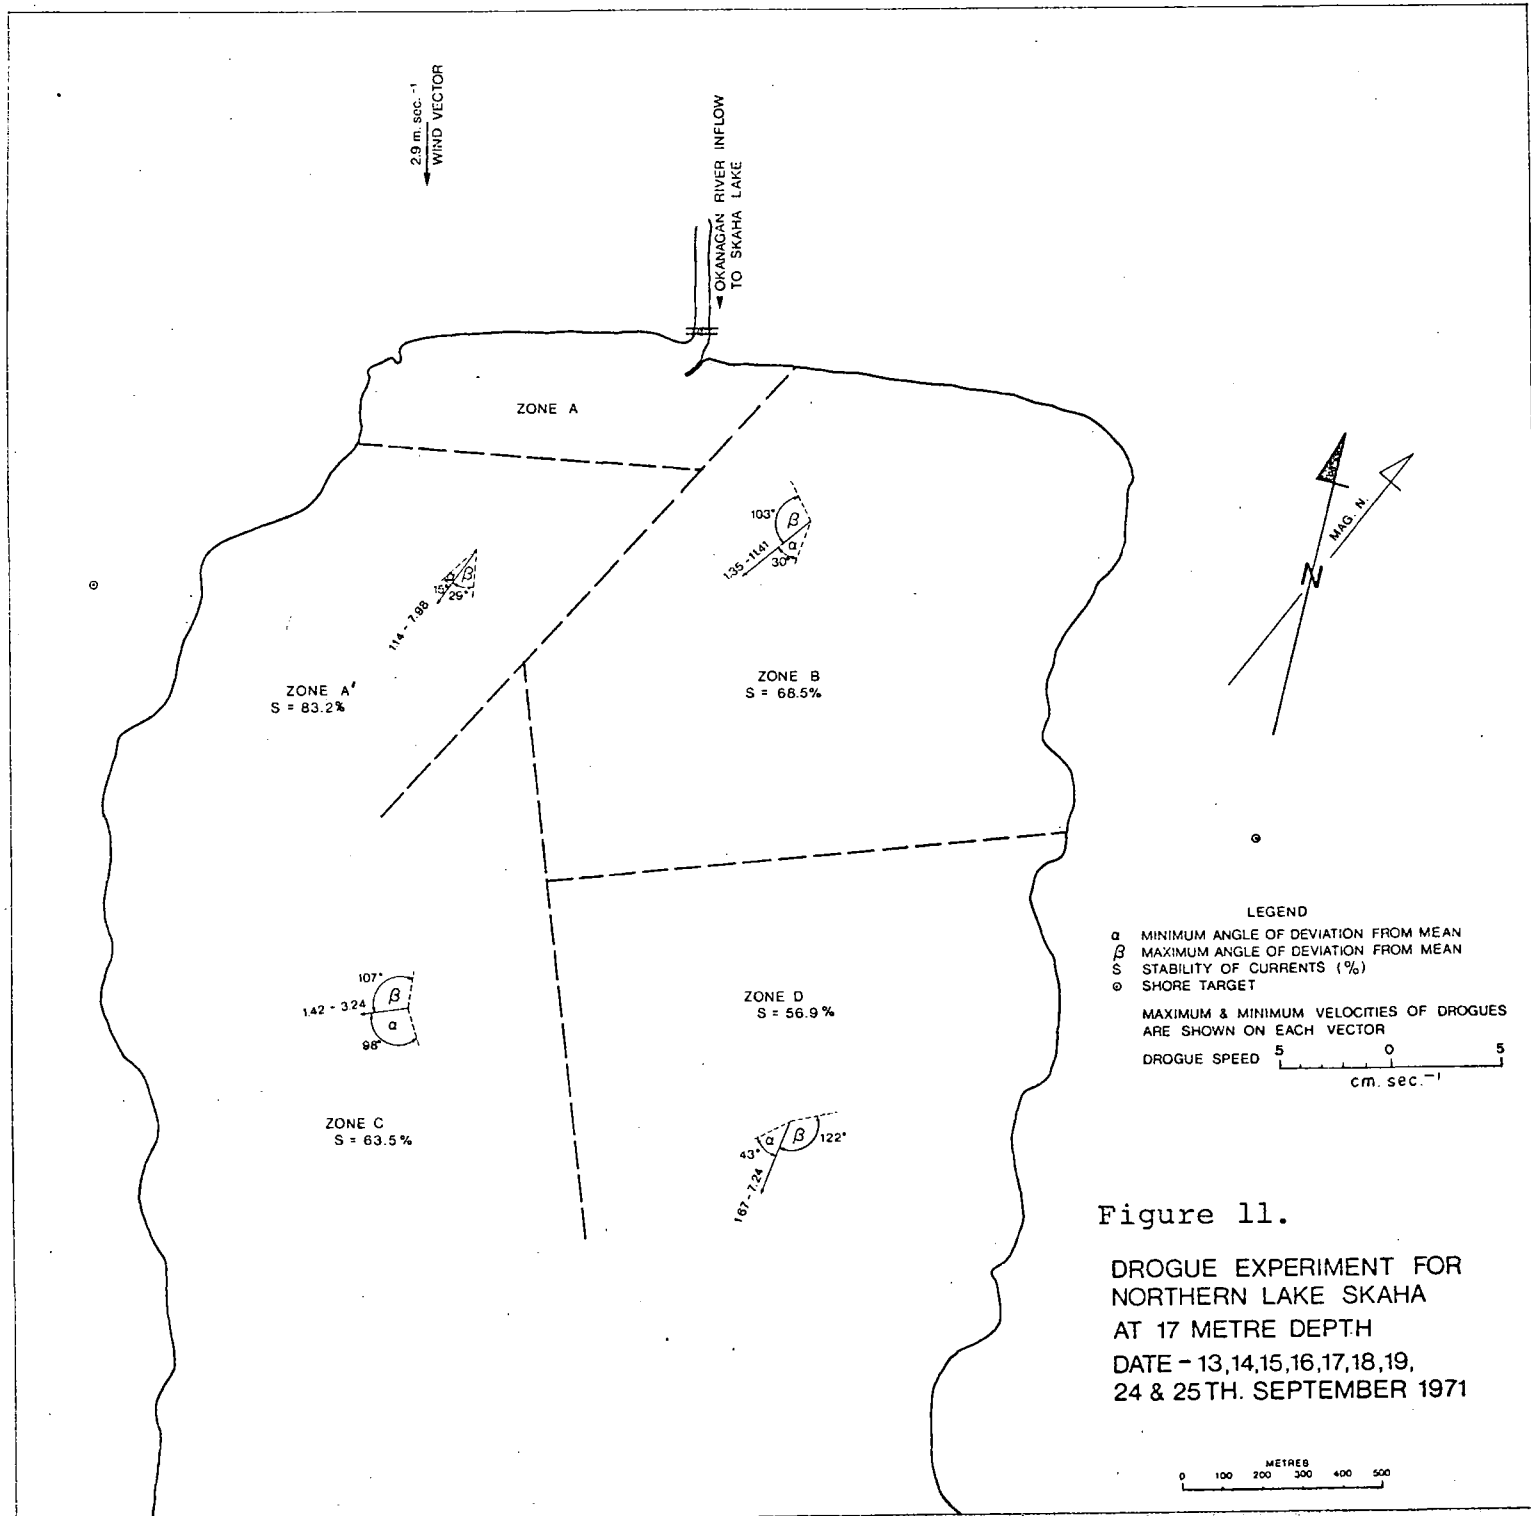 2.9 m. sec.⁻¹
WIND VECTOR
OKANAGAN RIVER INFLOW
TO SKAHA LAKE
ZONE A
103°
β
α
30°
1.35 - 11.41
15°
α
β
29°
1.14 - 7.98
MAG. N.
N
ZONE A'
S = 83.2%
ZONE B
S = 68.5%
LEGEND
α MINIMUM ANGLE OF DEVIATION FROM MEAN
β MAXIMUM ANGLE OF DEVIATION FROM MEAN
S STABILITY OF CURRENTS (%)
⊙ SHORE TARGET
MAXIMUM & MINIMUM VELOCITIES OF DROGUES
ARE SHOWN ON EACH VECTOR
DROGUE SPEED 5 0 5
cm. sec.⁻¹
107°
β
1.42 - 3.24
α
98°
ZONE D
S = 56.9%
ZONE C
S = 63.5%
α
β
43°
122°
1.67 - 7.24
Figure 11.
DROGUE EXPERIMENT FOR
NORTHERN LAKE SKAHA
AT 17 METRE DEPTH
DATE - 13,14,15,16,17,18,19,
24 & 25TH. SEPTEMBER 1971
METRES
0 100 200 300 400 500